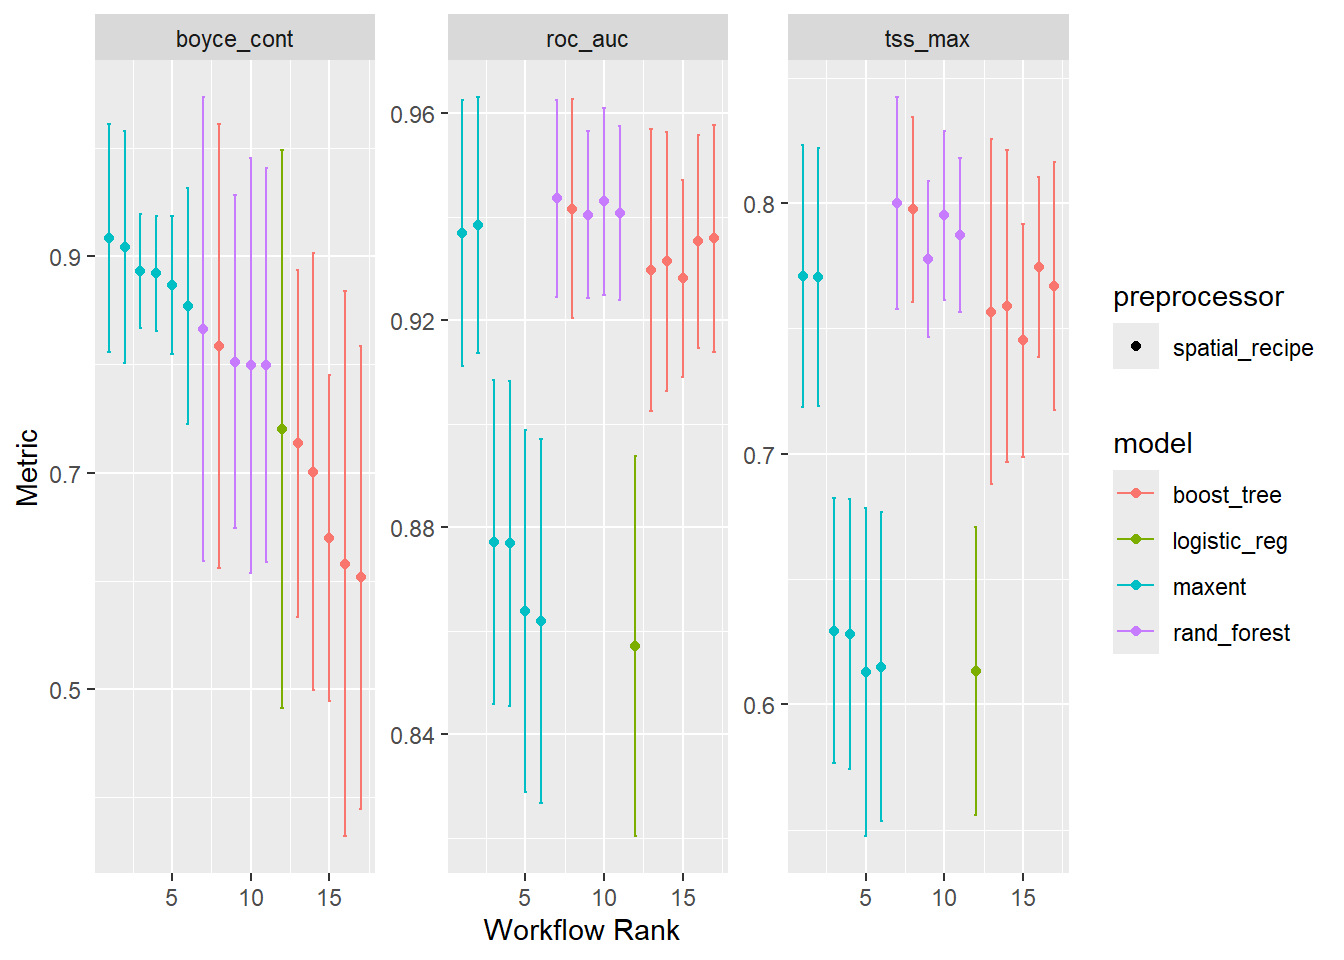 boyce_cont
roc_auc
tss_max
Metric
0.9
0.7
0.5
0.96
0.92
0.88
0.84
0.8
0.7
0.6
5 10 15
5 10 15
5 10 15
Workflow Rank
preprocessor
spatial_recipe
model
boost_tree
logistic_reg
maxent
rand_forest